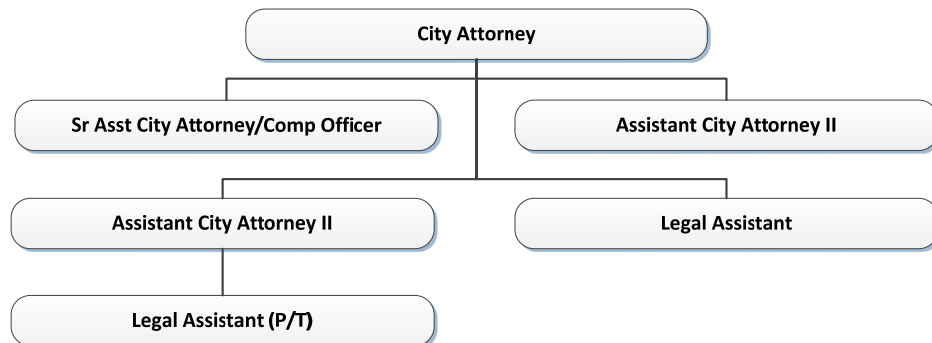 City Attorney
Sr Asst City Attorney/Comp Officer
Assistant City Attorney II
Assistant City Attorney II
Legal Assistant
Legal Assistant (P/T)